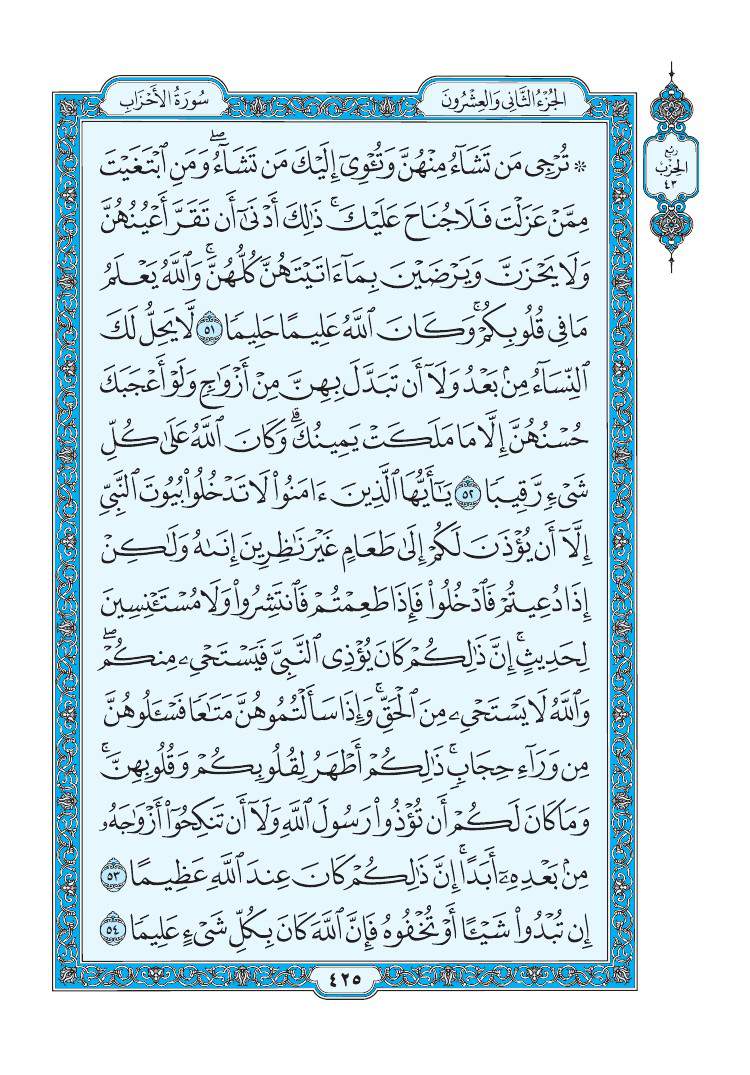 الجُزْءُ الثَّانِي وَالعِشْرُونَ
سُورَةُ الأَحْزَابِ
رُبْع
الحِزْب
٤٣
۞ تُرْجِي مَن تَشَآءُ مِنْهُنَّ وَتُـْٔوِيٓ إِلَيْكَ مَن تَشَآءُۖ وَمَنِ ٱبْتَغَيْتَ
مِمَّنْ عَزَلْتَ فَلَا جُنَاحَ عَلَيْكَۚ ذَٰلِكَ أَدْنَىٰٓ أَن تَقَرَّ أَعْيُنُهُنَّ
وَلَا يَحْزَنَّ وَيَرْضَيْنَ بِمَآ ءَاتَيْتَهُنَّ كُلُّهُنَّۚ وَٱللَّهُ يَعْلَمُ
مَا فِي قُلُوبِكُمْۚ وَكَانَ ٱللَّهُ عَلِيمًا حَلِيمًا ٥١ لَّا يَحِلُّ لَكَ
ٱلنِّسَآءُ مِنۢ بَعْدُ وَلَآ أَن تَبَدَّلَ بِهِنَّ مِنْ أَزْوَٰجٍ وَلَوْ أَعْجَبَكَ
حُسْنُهُنَّ إِلَّا مَا مَلَكَتْ يَمِينُكَۗ وَكَانَ ٱللَّهُ عَلَىٰ كُلِّ
شَيْءٍ رَّقِيبًا ٥٢ يَٰٓأَيُّهَا ٱلَّذِينَ ءَامَنُواْ لَا تَدْخُلُواْ بُيُوتَ ٱلنَّبِيِّ
إِلَّآ أَن يُؤْذَنَ لَكُمْ إِلَىٰ طَعَامٍ غَيْرَ نَٰظِرِينَ إِنَىٰهُ وَلَٰكِنْ
إِذَا دُعِيتُمْ فَٱدْخُلُواْ فَإِذَا طَعِمْتُمْ فَٱنتَشِرُواْ وَلَا مُسْتَـْٔنِسِينَ
لِحَدِيثٍۚ إِنَّ ذَٰلِكُمْ كَانَ يُؤْذِي ٱلنَّبِيَّ فَيَسْتَحْيِۦ مِنكُمْۖ
وَٱللَّهُ لَا يَسْتَحْيِۦ مِنَ ٱلْحَقِّۚ وَإِذَا سَأَلْتُمُوهُنَّ مَتَٰعًا فَسْـَٔلُوهُنَّ
مِن وَرَآءِ حِجَابٍۚ ذَٰلِكُمْ أَطْهَرُ لِقُلُوبِكُمْ وَقُلُوبِهِنَّۚ
وَمَا كَانَ لَكُمْ أَن تُؤْذُواْ رَسُولَ ٱللَّهِ وَلَآ أَن تَنكِحُوٓاْ أَزْوَٰجَهُۥ
مِنۢ بَعْدِهِۦٓ أَبَدًاۚ إِنَّ ذَٰلِكُمْ كَانَ عِندَ ٱللَّهِ عَظِيمًا ٥٣
إِن تُبْدُواْ شَيْـًٔا أَوْ تُخْفُوهُ فَإِنَّ ٱللَّهَ كَانَ بِكُلِّ شَيْءٍ عَلِيمًا ٥٤
٤٢٥